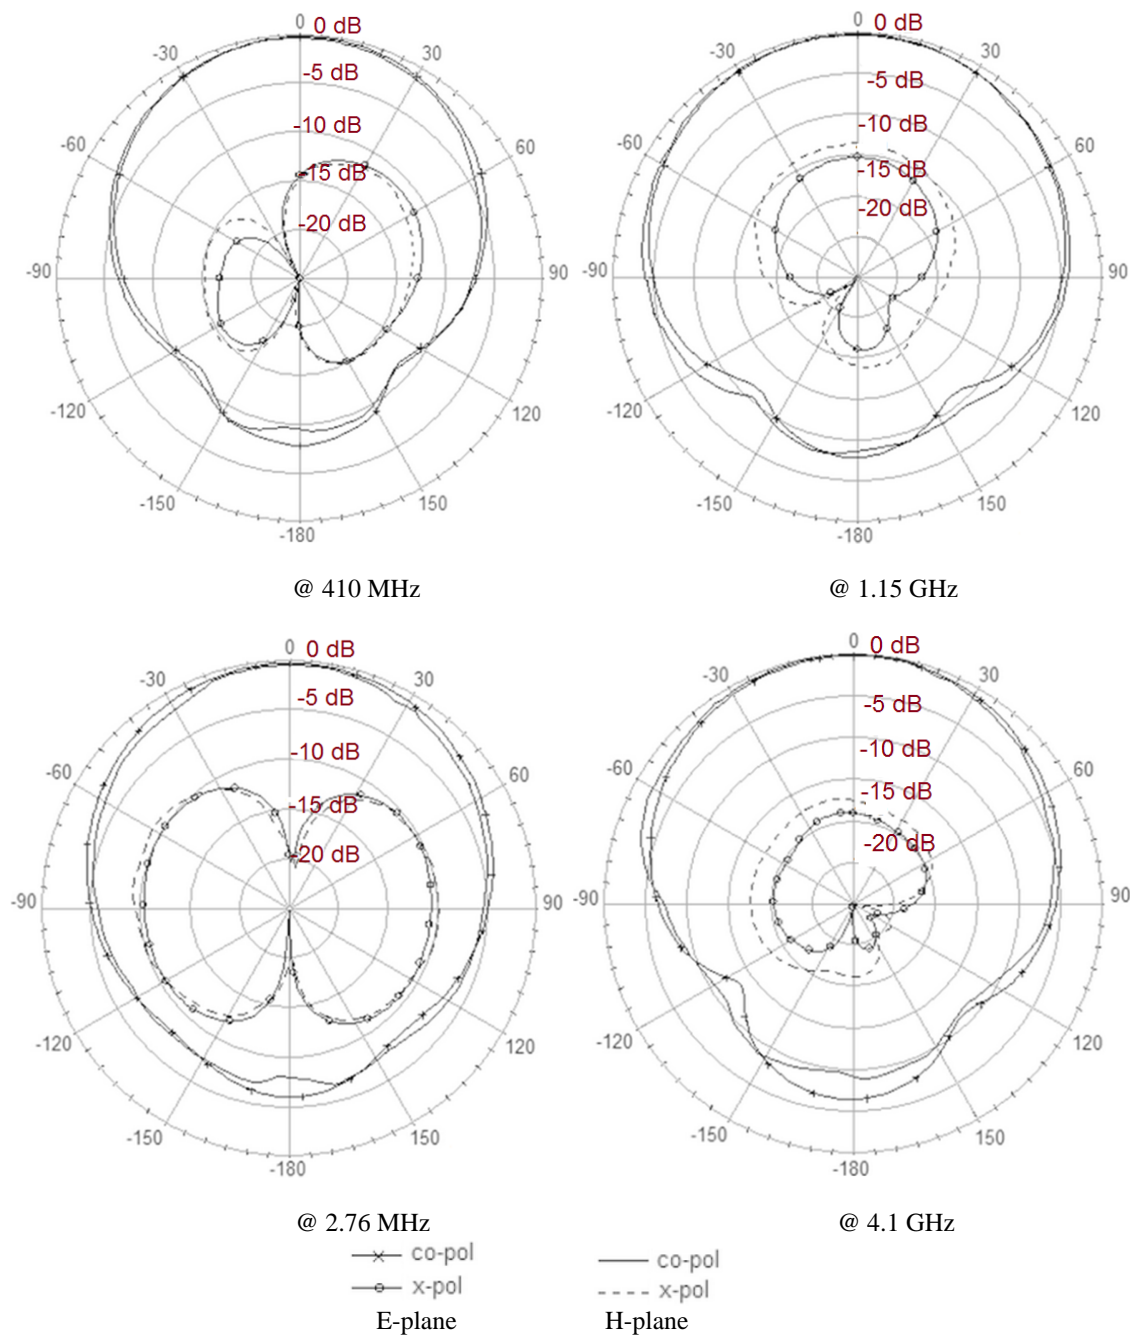 0 0 dB
-30 30
-5 dB
-10 dB
-60 60
-15 dB
-20 dB
-90 90
-120 120
-150 150
-180
@ 410 MHz
0 0 dB
-30 30
-5 dB
-10 dB
-60 60
-15 dB
-20 dB
-90 90
-120 120
-150 150
-180
@ 1.15 GHz
0 0 dB
-30 30
-5 dB
-10 dB
-60 60
-15 dB
-20 dB
-90 90
-120 120
-150 150
-180
@ 2.76 MHz
0 0 dB
-30 30
-5 dB
-10 dB
-60 60
-15 dB
-20 dB
-90 90
-120 120
-150 150
-180
@ 4.1 GHz
co-pol
x-pol
E-plane
co-pol
x-pol
H-plane